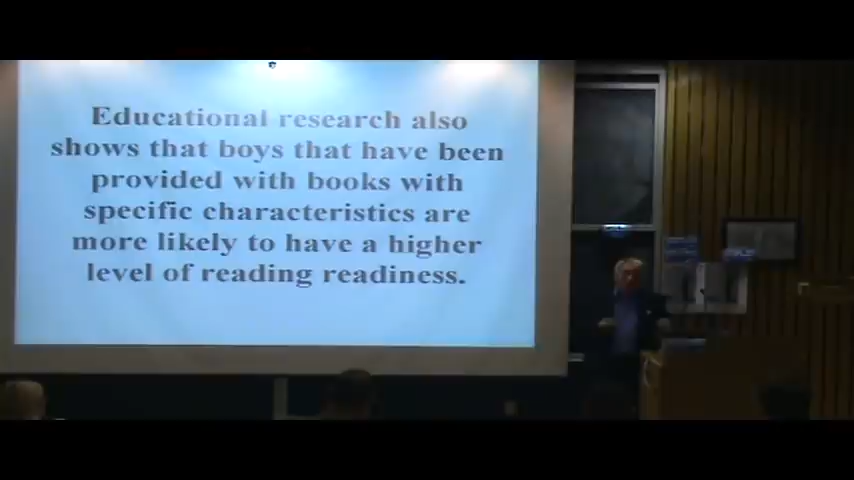 Educational research also
shows that boys that have been
provided with books with
specific characteristics are
more likely to have a higher
level of reading readiness.